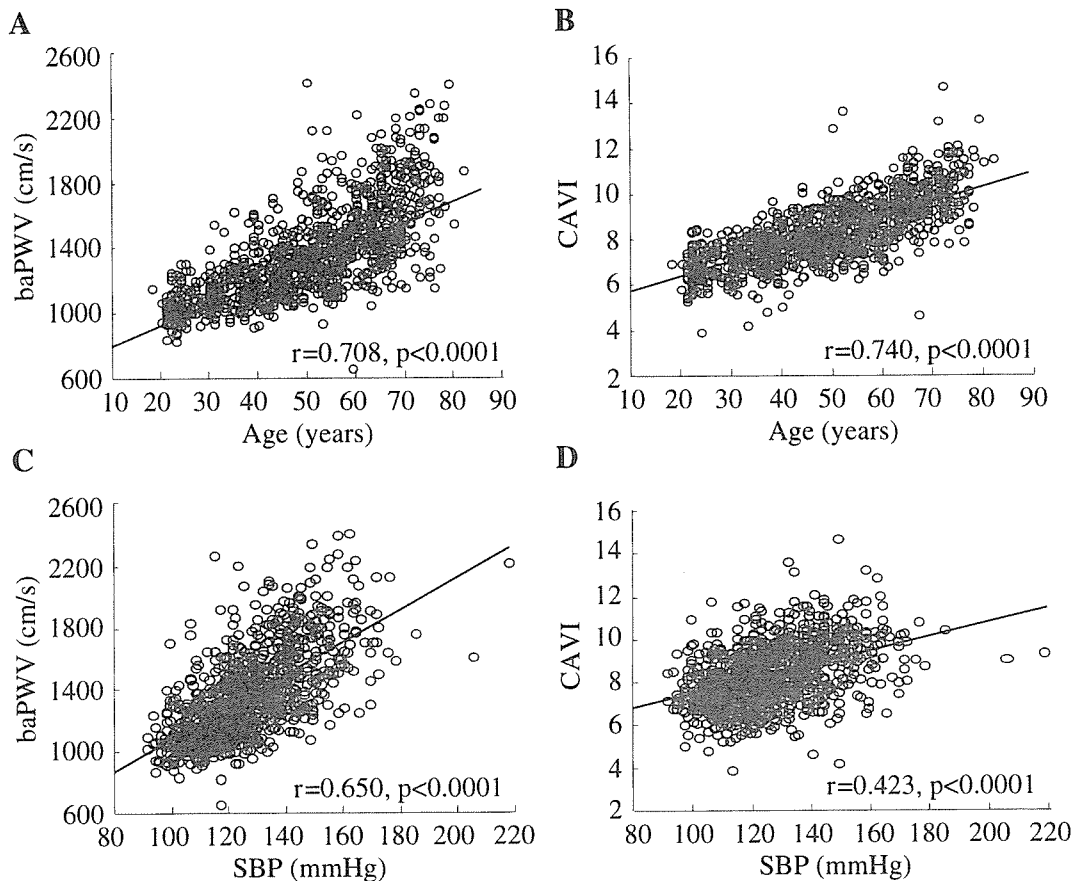 A
B
2600
2200
1800
1400
1000
600
baPWV (cm/s)
r=0.708, p<0.0001
10 20 30 40 50 60 70 80 90
Age (years)
16
14
12
10
8
6
4
2
CAVI
r=0.740, p<0.0001
10 20 30 40 50 60 70 80 90
Age (years)
C
D
2600
2200
1800
1400
1000
600
baPWV (cm/s)
r=0.650, p<0.0001
80 100 120 140 160 180 200 220
SBP (mmHg)
16
14
12
10
8
6
4
2
CAVI
r=0.423, p<0.0001
80 100 120 140 160 180 200 220
SBP (mmHg)